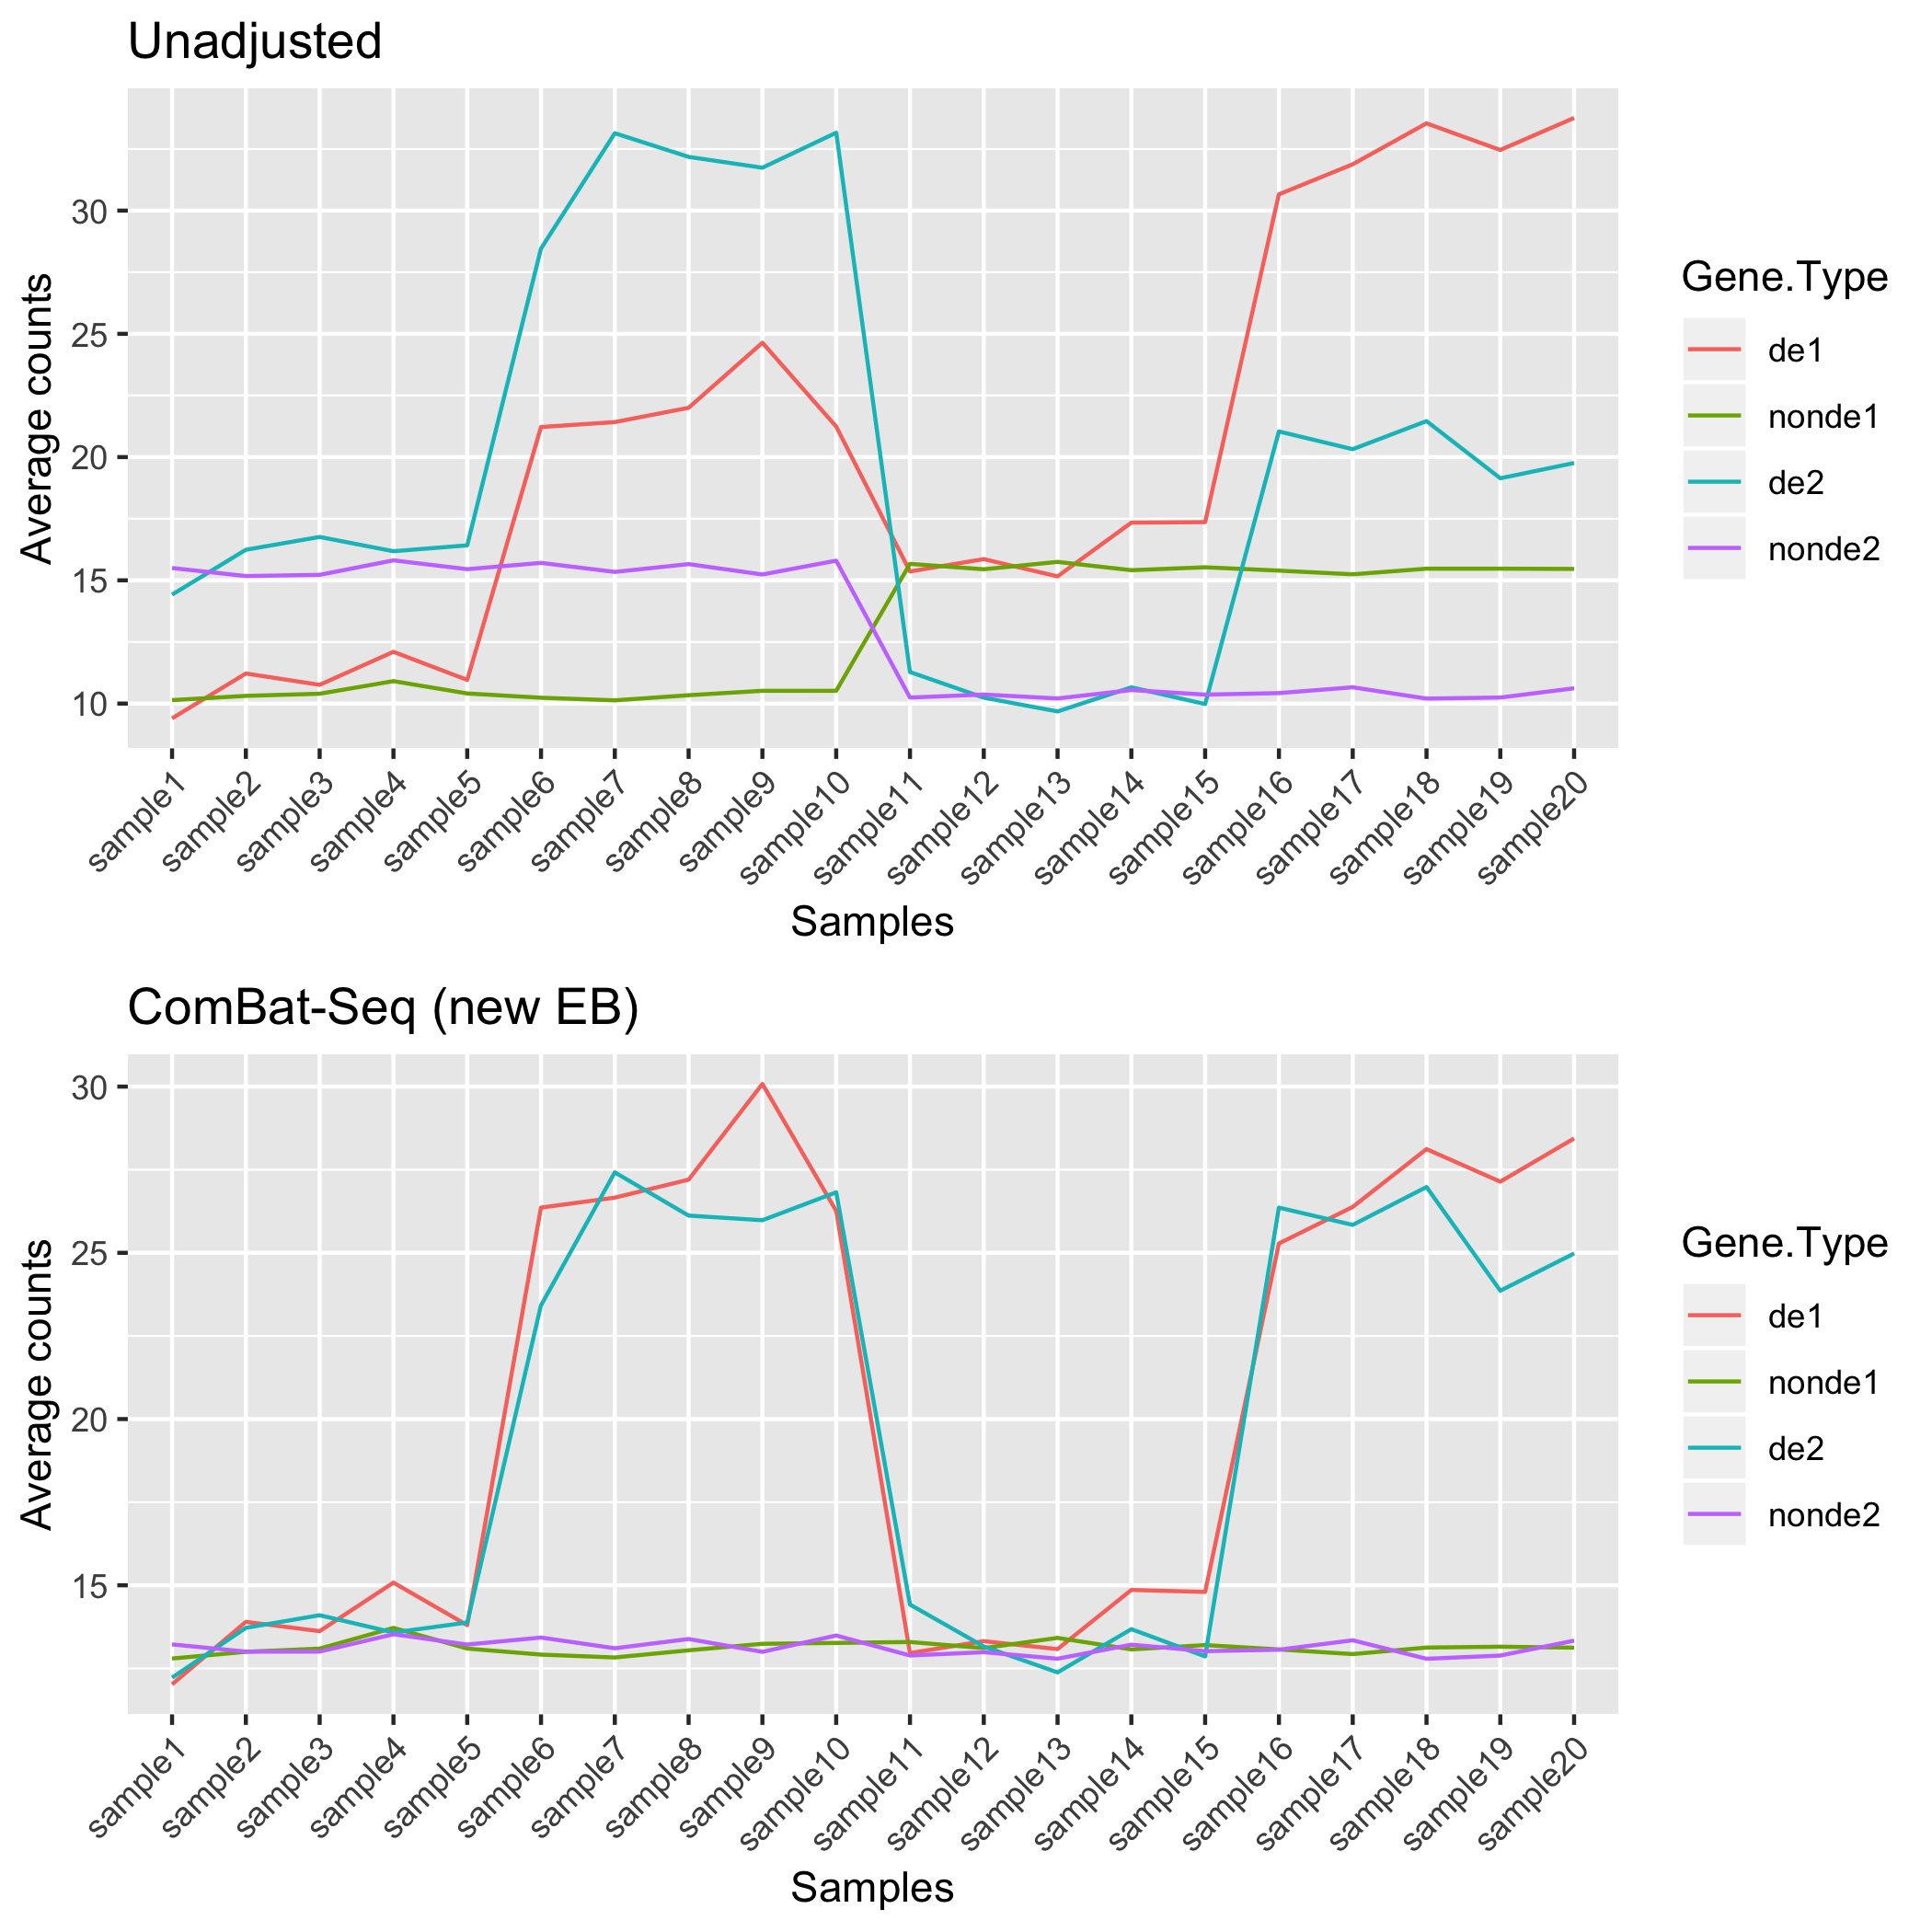 Unadjusted
Average counts
30
25
20
15
10
sample1 sample2 sample3 sample4 sample5 sample6 sample7 sample8 sample9 sample10 sample11 sample12 sample13 sample14 sample15 sample16 sample17 sample18 sample19 sample20
Samples
Gene.Type
de1
nonde1
de2
nonde2
ComBat-Seq (new EB)
Average counts
30
25
20
15
sample1 sample2 sample3 sample4 sample5 sample6 sample7 sample8 sample9 sample10 sample11 sample12 sample13 sample14 sample15 sample16 sample17 sample18 sample19 sample20
Samples
Gene.Type
de1
nonde1
de2
nonde2